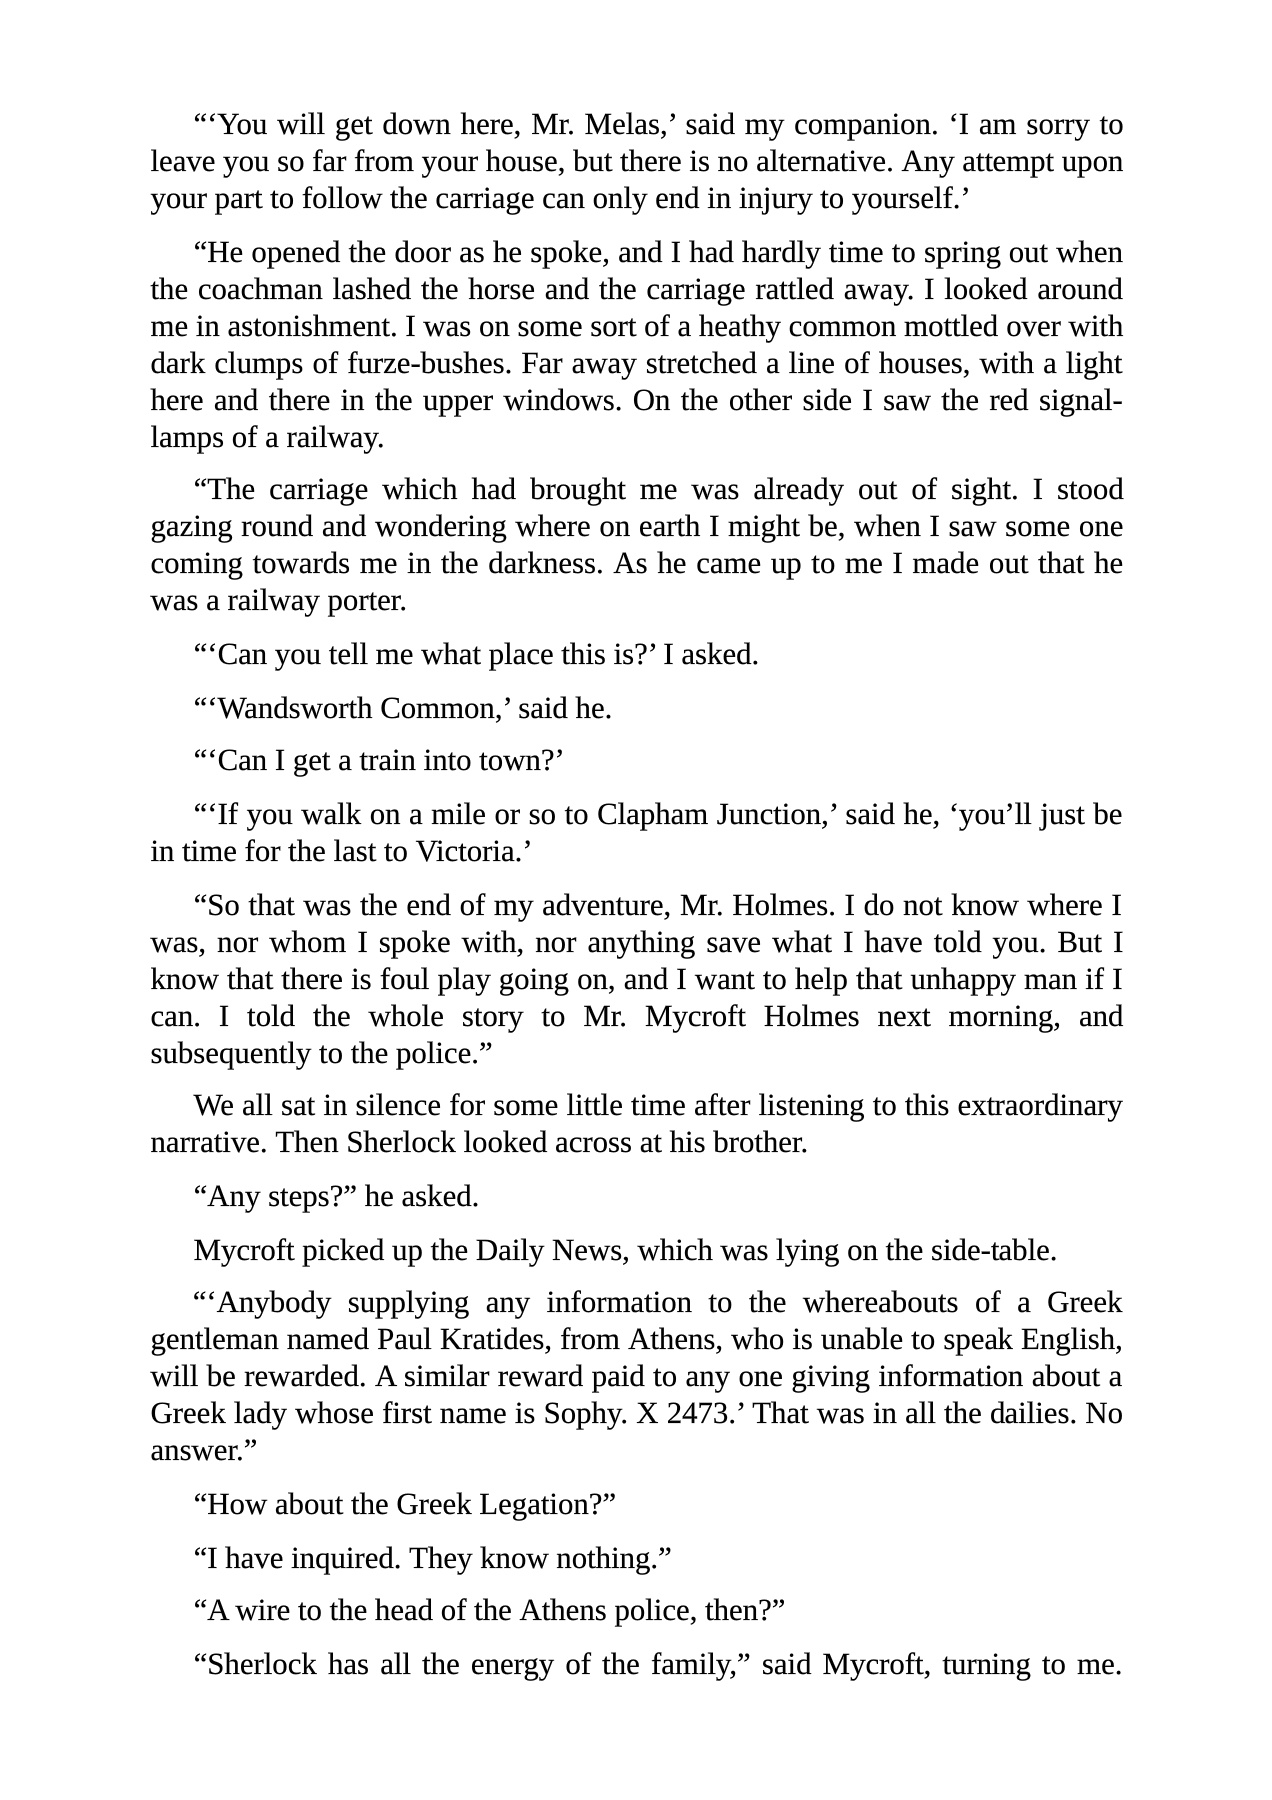 “‘You will get down here, Mr. Melas,’ said my companion. ‘I am sorry to
leave you so far from your house, but there is no alternative. Any attempt upon
your part to follow the carriage can only end in injury to yourself.’
“He opened the door as he spoke, and I had hardly time to spring out when
the coachman lashed the horse and the carriage rattled away. I looked around
me in astonishment. I was on some sort of a heathy common mottled over with
dark clumps of furze-bushes. Far away stretched a line of houses, with a light
here and there in the upper windows. On the other side I saw the red signal-
lamps of a railway.
“The carriage which had brought me was already out of sight. I stood
gazing round and wondering where on earth I might be, when I saw some one
coming towards me in the darkness. As he came up to me I made out that he
was a railway porter.
“‘Can you tell me what place this is?’ I asked.
“‘Wandsworth Common,’ said he.
“‘Can I get a train into town?’
“‘If you walk on a mile or so to Clapham Junction,’ said he, ‘you’ll just be
in time for the last to Victoria.’
“So that was the end of my adventure, Mr. Holmes. I do not know where I
was, nor whom I spoke with, nor anything save what I have told you. But I
know that there is foul play going on, and I want to help that unhappy man if I
can. I told the whole story to Mr. Mycroft Holmes next morning, and
subsequently to the police.”
We all sat in silence for some little time after listening to this extraordinary
narrative. Then Sherlock looked across at his brother.
“Any steps?” he asked.
Mycroft picked up the Daily News, which was lying on the side-table.
“‘Anybody supplying any information to the whereabouts of a Greek
gentleman named Paul Kratides, from Athens, who is unable to speak English,
will be rewarded. A similar reward paid to any one giving information about a
Greek lady whose first name is Sophy. X 2473.’ That was in all the dailies. No
answer.”
“How about the Greek Legation?”
“I have inquired. They know nothing.”
“A wire to the head of the Athens police, then?”
“Sherlock has all the energy of the family,” said Mycroft, turning to me.